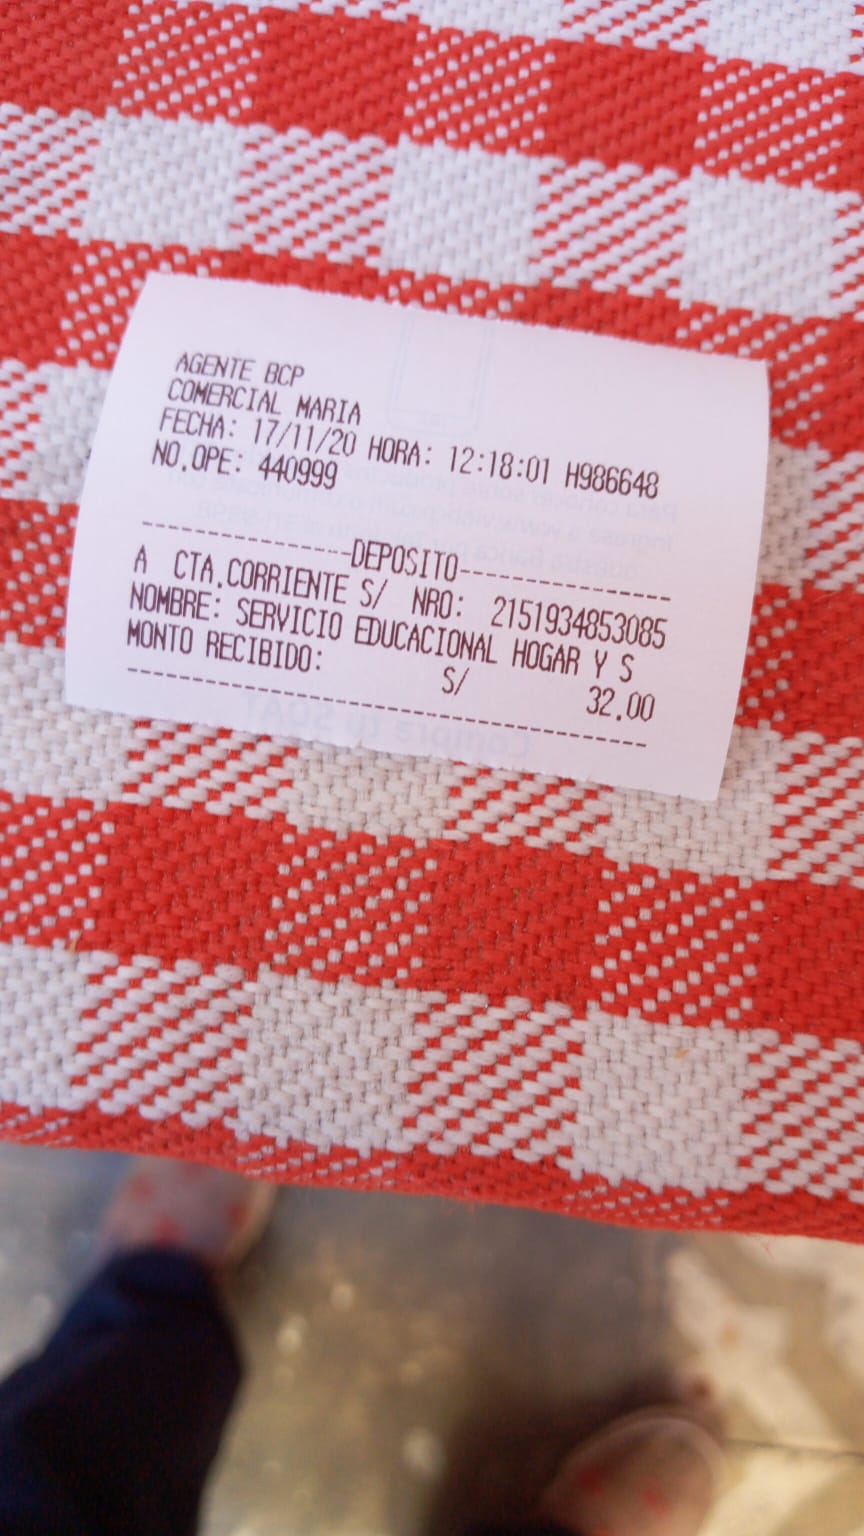 AGENTE BCP
COMERCIAL MARIA
FECHA: 17/11/20 HORA: 12:18:01 H986648
NO.OPE: 440999
----------------DEPOSITO----------------
A CTA.CORRIENTE S/ NRO: 2151934853085
NOMBRE: SERVICIO EDUCACIONAL HOGAR Y S
MONTO RECIBIDO: S/ 32.00
----------------------------------------